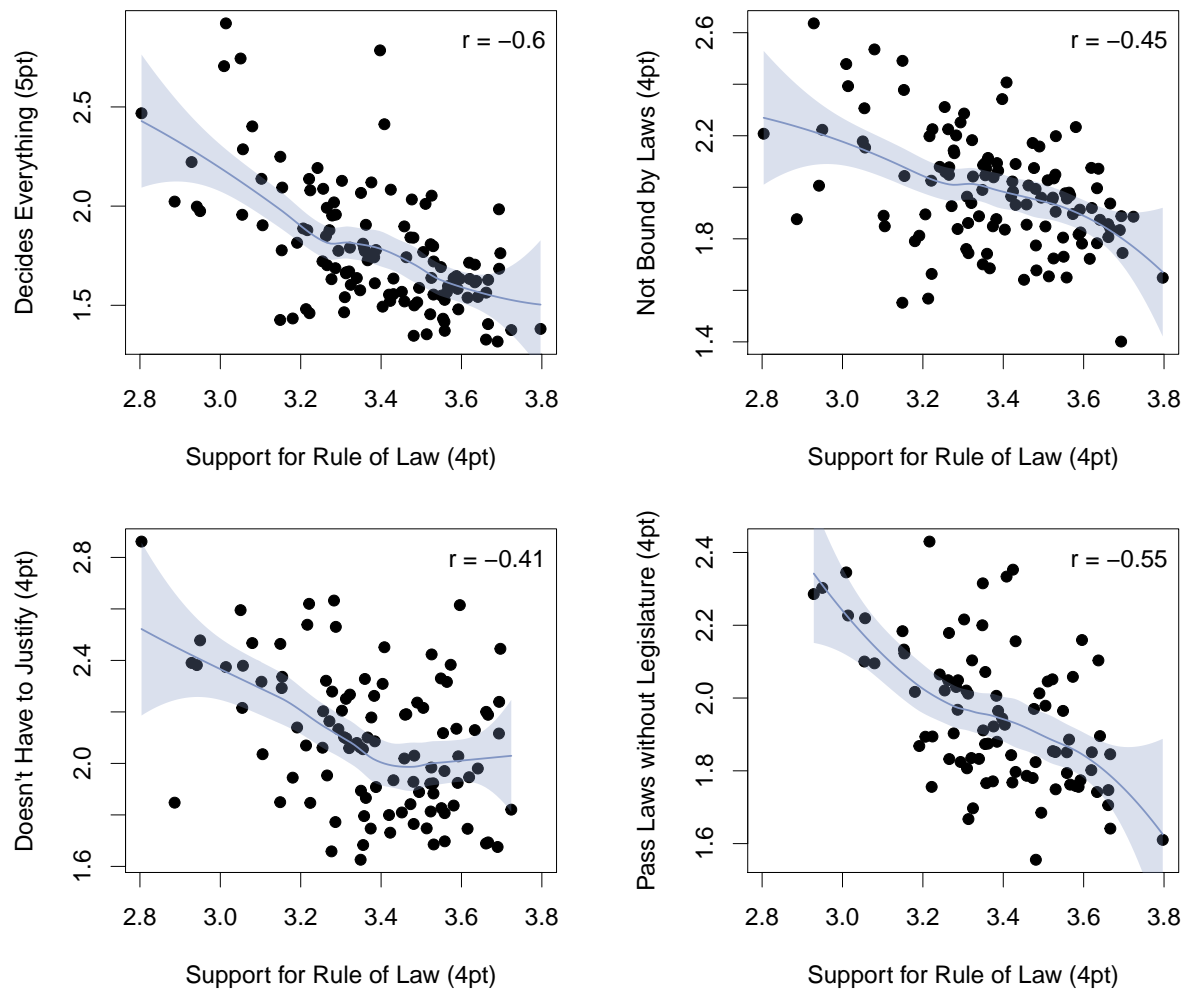 r = −0.6
Decides Everything (5pt)
2.5
2.0
1.5
2.8 3.0 3.2 3.4 3.6 3.8
Support for Rule of Law (4pt)
r = −0.45
Not Bound by Laws (4pt)
2.6
2.2
1.8
1.4
2.8 3.0 3.2 3.4 3.6 3.8
Support for Rule of Law (4pt)
r = −0.41
Doesn't Have to Justify (4pt)
2.8
2.4
2.0
1.6
2.8 3.0 3.2 3.4 3.6 3.8
Support for Rule of Law (4pt)
r = −0.55
Pass Laws without Legislature (4pt)
2.4
2.2
2.0
1.8
1.6
2.8 3.0 3.2 3.4 3.6 3.8
Support for Rule of Law (4pt)